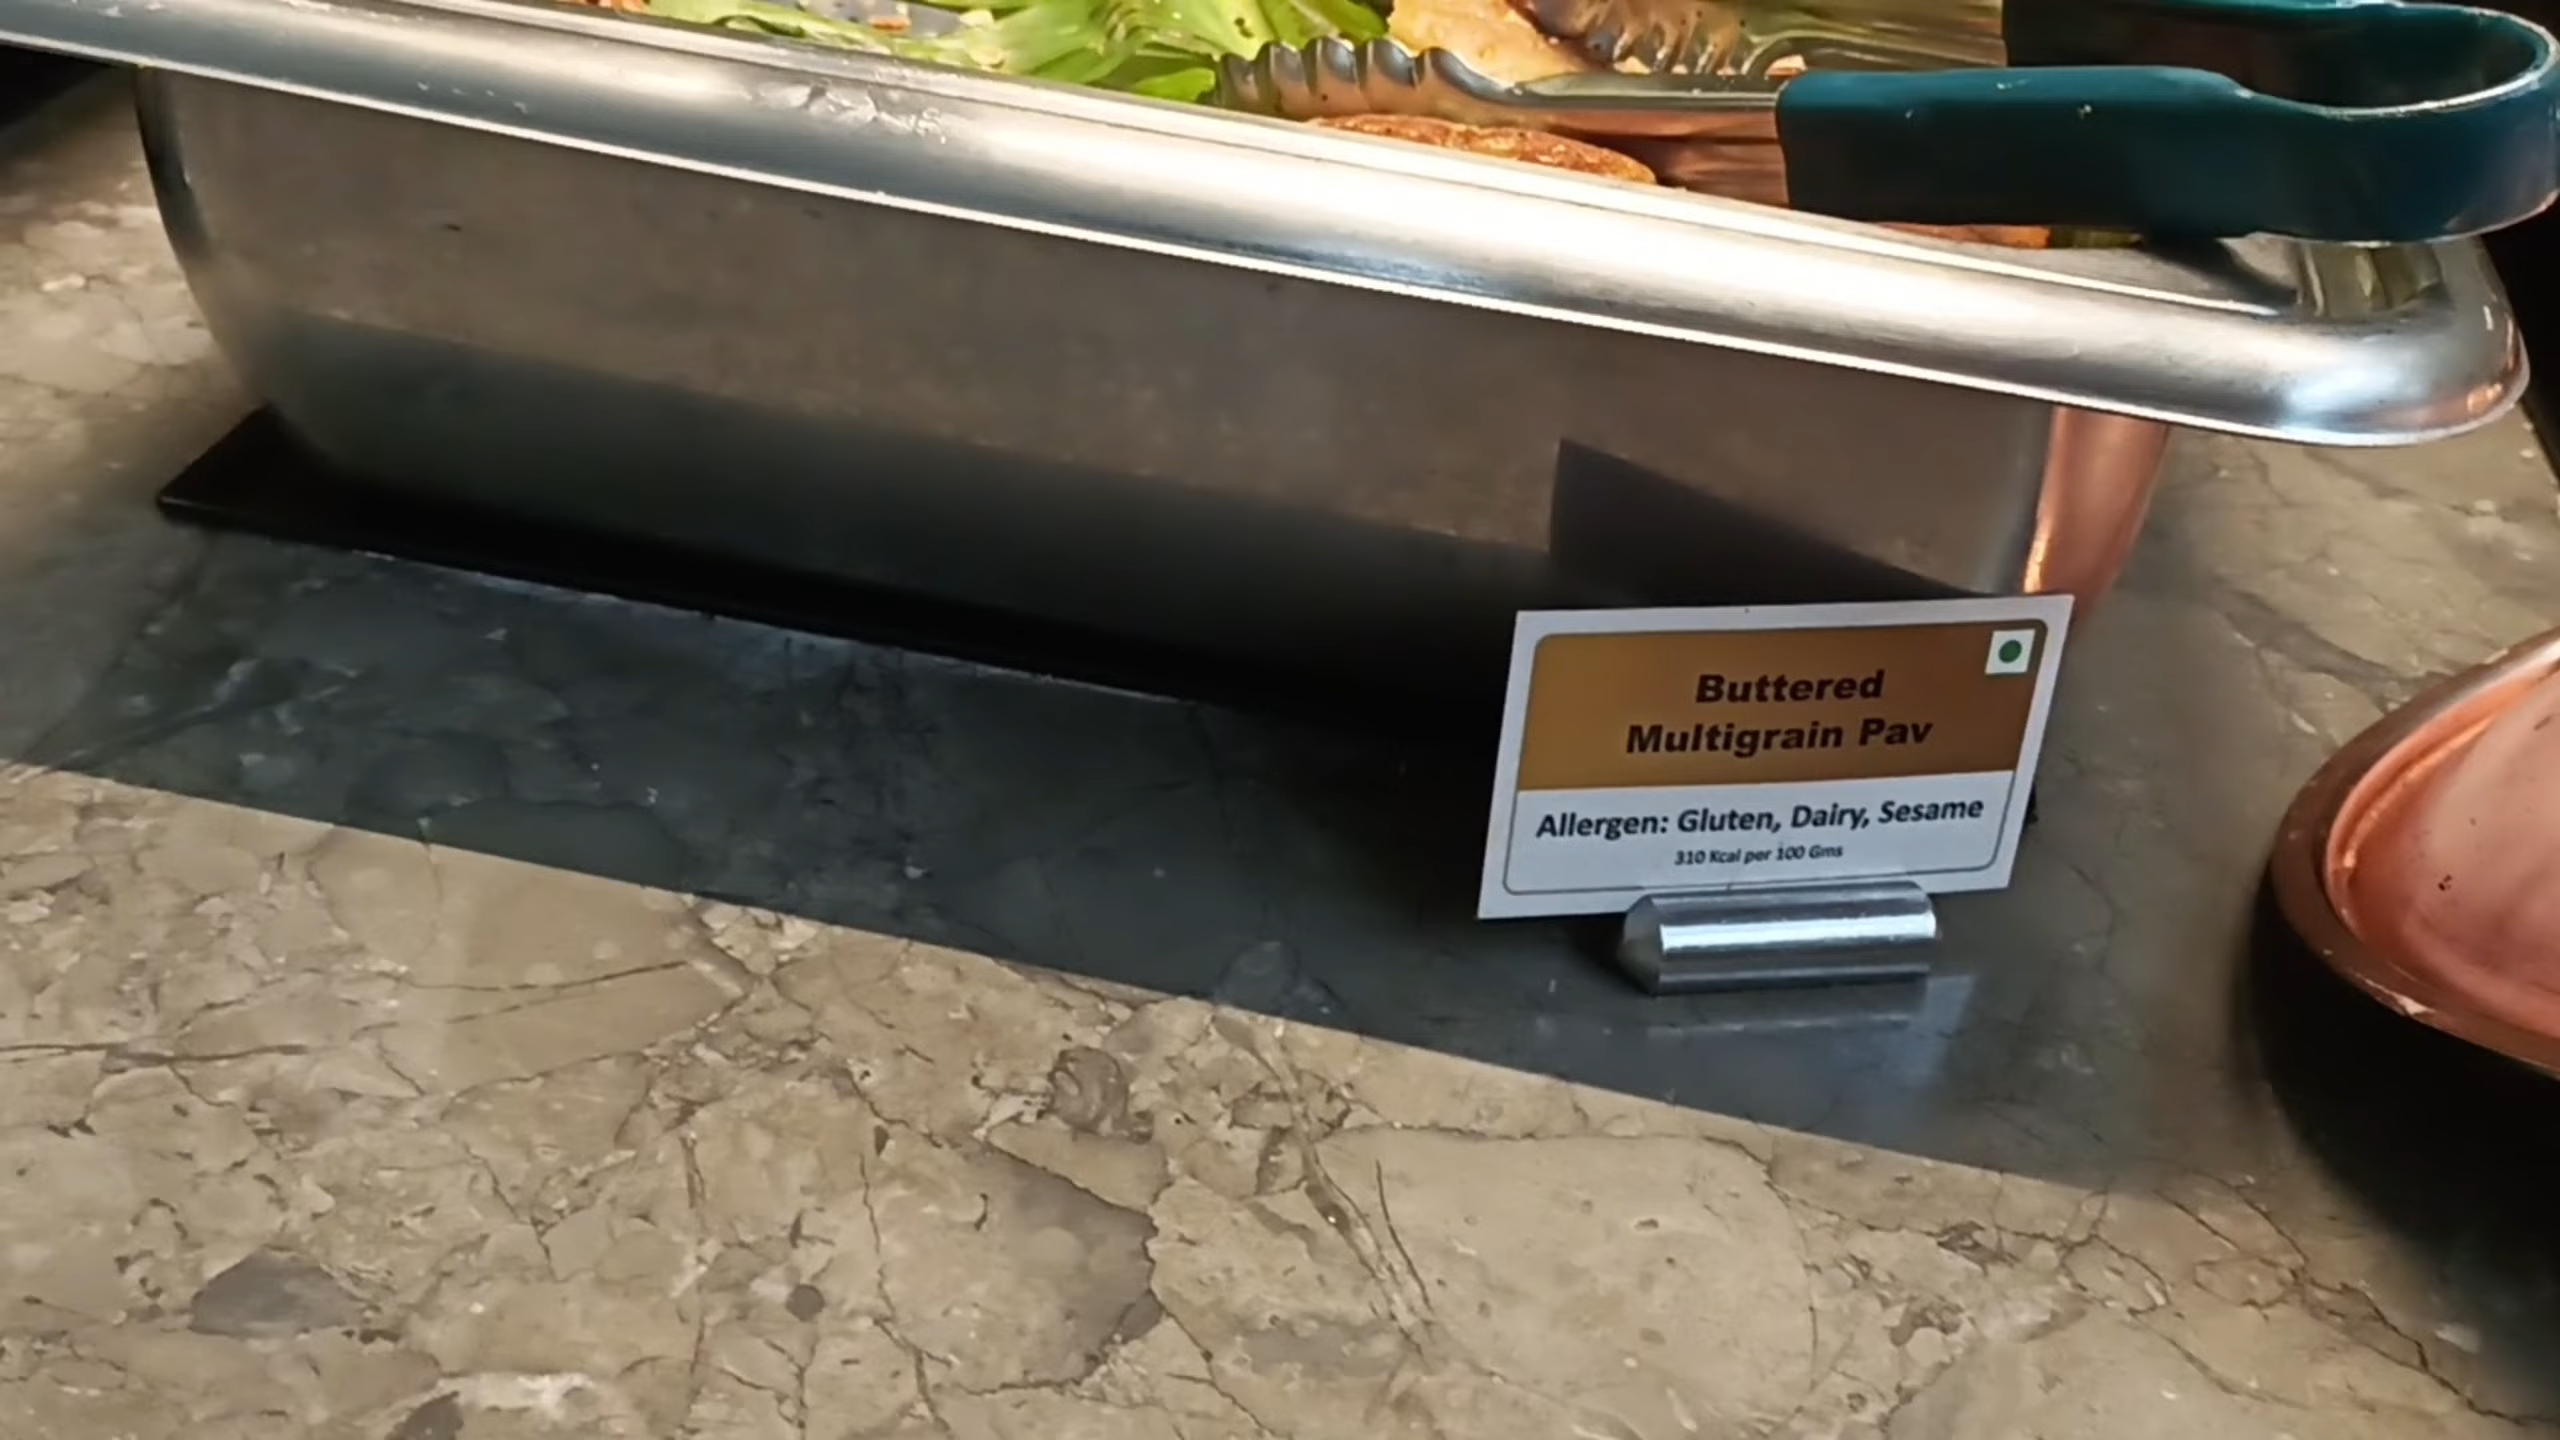 Buttered
Multigrain Pav
Allergen: Gluten, Dairy, Sesame
310 Kcal per 100 Gms